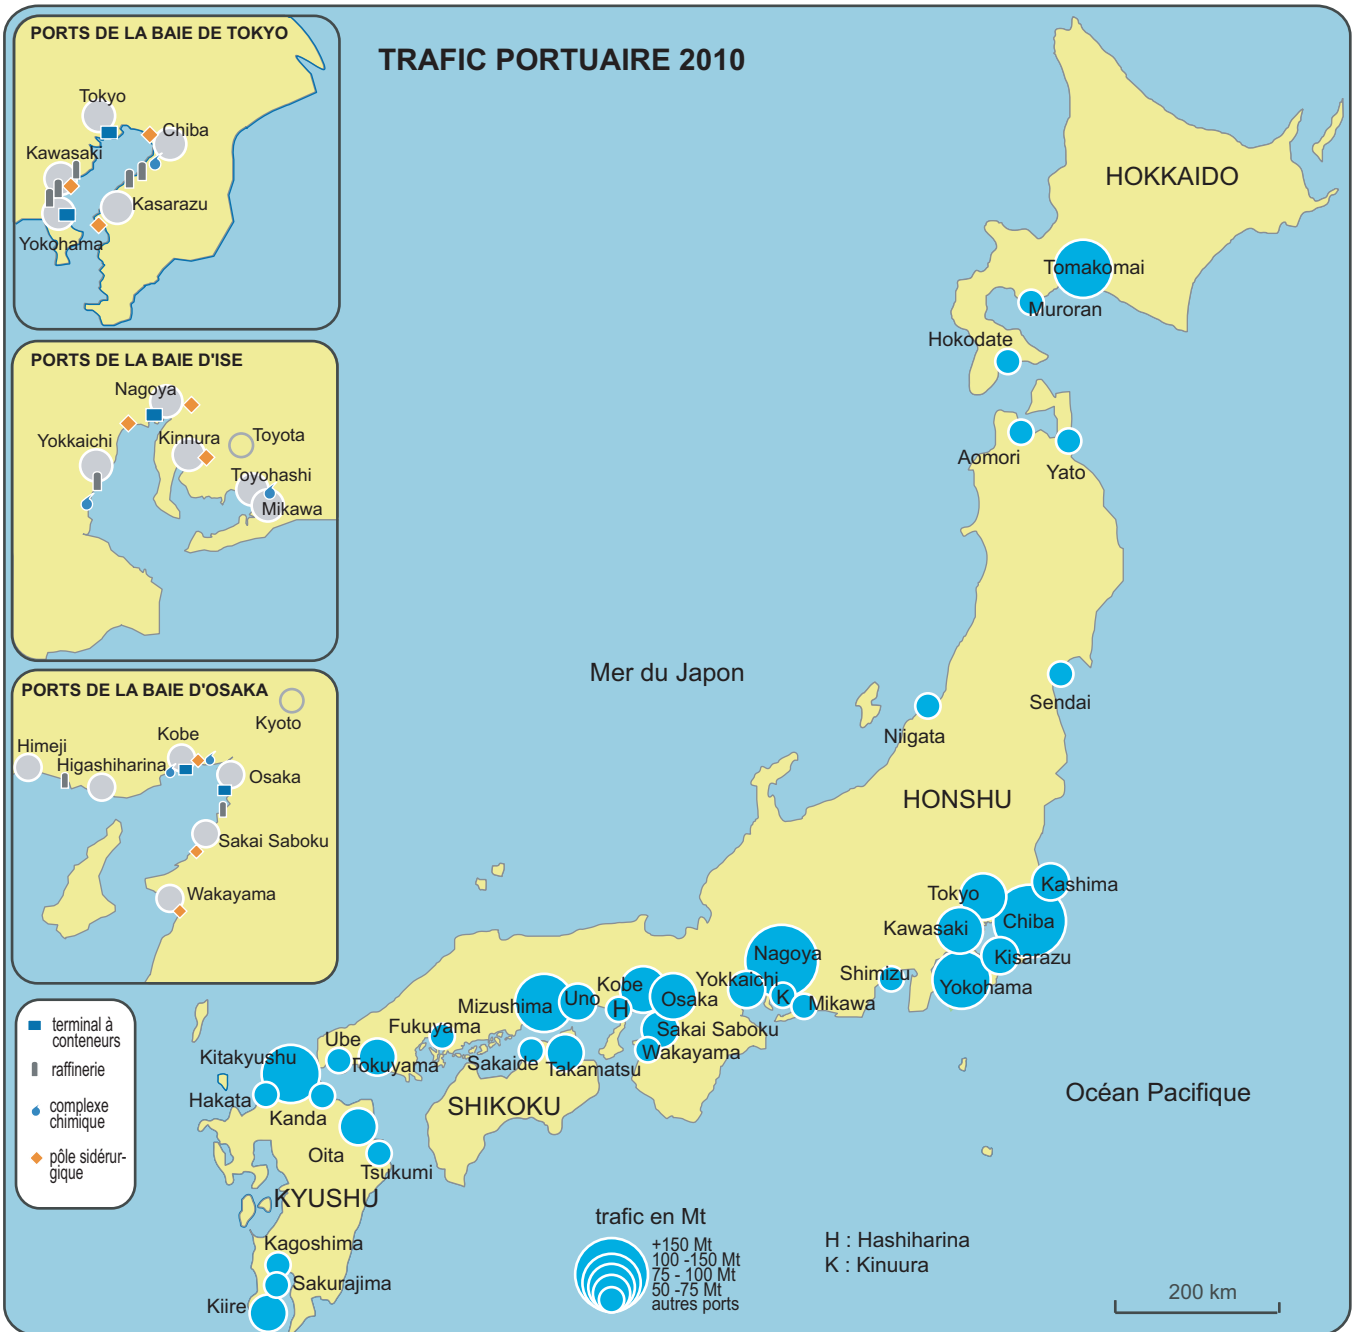 TRAFIC PORTUAIRE 2010
PORTS DE LA BAIE DE TOKYO
Tokyo
Chiba
Kawasaki
Kasarazu
Yokohama
PORTS DE LA BAIE D'ISE
Nagoya
Yokkaichi
Kinnura
Toyota
Toyohashi
Mikawa
PORTS DE LA BAIE D'OSAKA
Kyoto
Kobe
Himeji
Higashiharina
Osaka
Sakai Saboku
Wakayama
terminal à
conteneurs
raffinerie
complexe
chimique
pôle sidérur-
gique
HOKKAIDO
Tomakomai
Muroran
Hokodate
Aomori
Yato
Mer du Japon
Sendai
Niigata
HONSHU
Kashima
Tokyo
Chiba
Kawasaki
Kisarazu
Yokohama
Shimizu
Nagoya
Yokkaichi
K
Mikawa
Kobe
Osaka
H
Sakai Saboku
Wakayama
Mizushima
Uno
Fukuyama
Sakaide
Takamatsu
Ube
Tokuyama
Kitakyushu
Hakata
Kanda
SHIKOKU
Oita
Tsukumi
KYUSHU
Kagoshima
Sakurajima
Kiire
Océan Pacifique
trafic en Mt
+150 Mt
100 -150 Mt
75 - 100 Mt
50 -75 Mt
autres ports
H : Hashiharina
K : Kinuura
200 km